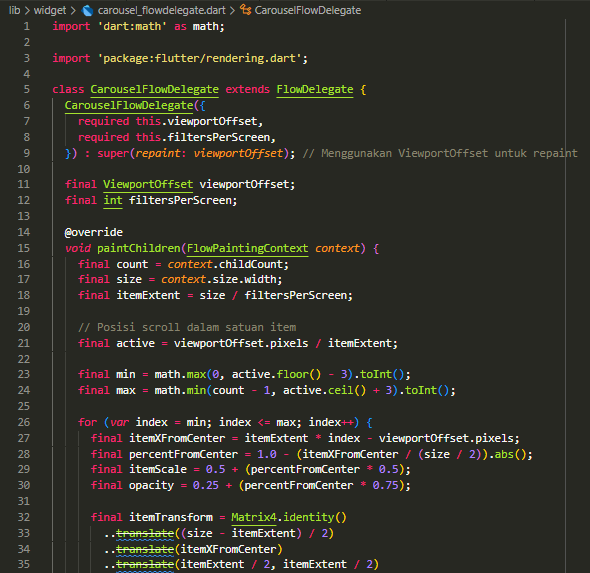 lib > widget > carousel_flowdelegate.dart > CarouselFlowDelegate
1 import 'dart:math' as math;
2
3 import 'package:flutter/rendering.dart';
4
5 class CarouselFlowDelegate extends FlowDelegate {
6 CarouselFlowDelegate({
7 required this.viewportOffset,
8 required this.filtersPerScreen,
9 }) : super(repaint: viewportOffset); // Menggunakan ViewportOffset untuk repaint
10
11 final ViewportOffset viewportOffset;
12 final int filtersPerScreen;
13
14 @override
15 void paintChildren(FlowPaintingContext context) {
16 final count = context.childCount;
17 final size = context.size.width;
18 final itemExtent = size / filtersPerScreen;
19
20 // Posisi scroll dalam satuan item
21 final active = viewportOffset.pixels / itemExtent;
22
23 final min = math.max(0, active.floor() - 3).toInt();
24 final max = math.min(count - 1, active.ceil() + 3).toInt();
25
26 for (var index = min; index <= max; index++) {
27 final itemXFromCenter = itemExtent * index - viewportOffset.pixels;
28 final percentFromCenter = 1.0 - (itemXFromCenter / (size / 2)).abs();
29 final itemScale = 0.5 + (percentFromCenter * 0.5);
30 final opacity = 0.25 + (percentFromCenter * 0.75);
31
32 final itemTransform = Matrix4.identity()
33 ..translate((size - itemExtent) / 2)
34 ..translate(itemXFromCenter)
35 ..translate(itemExtent / 2, itemExtent / 2)